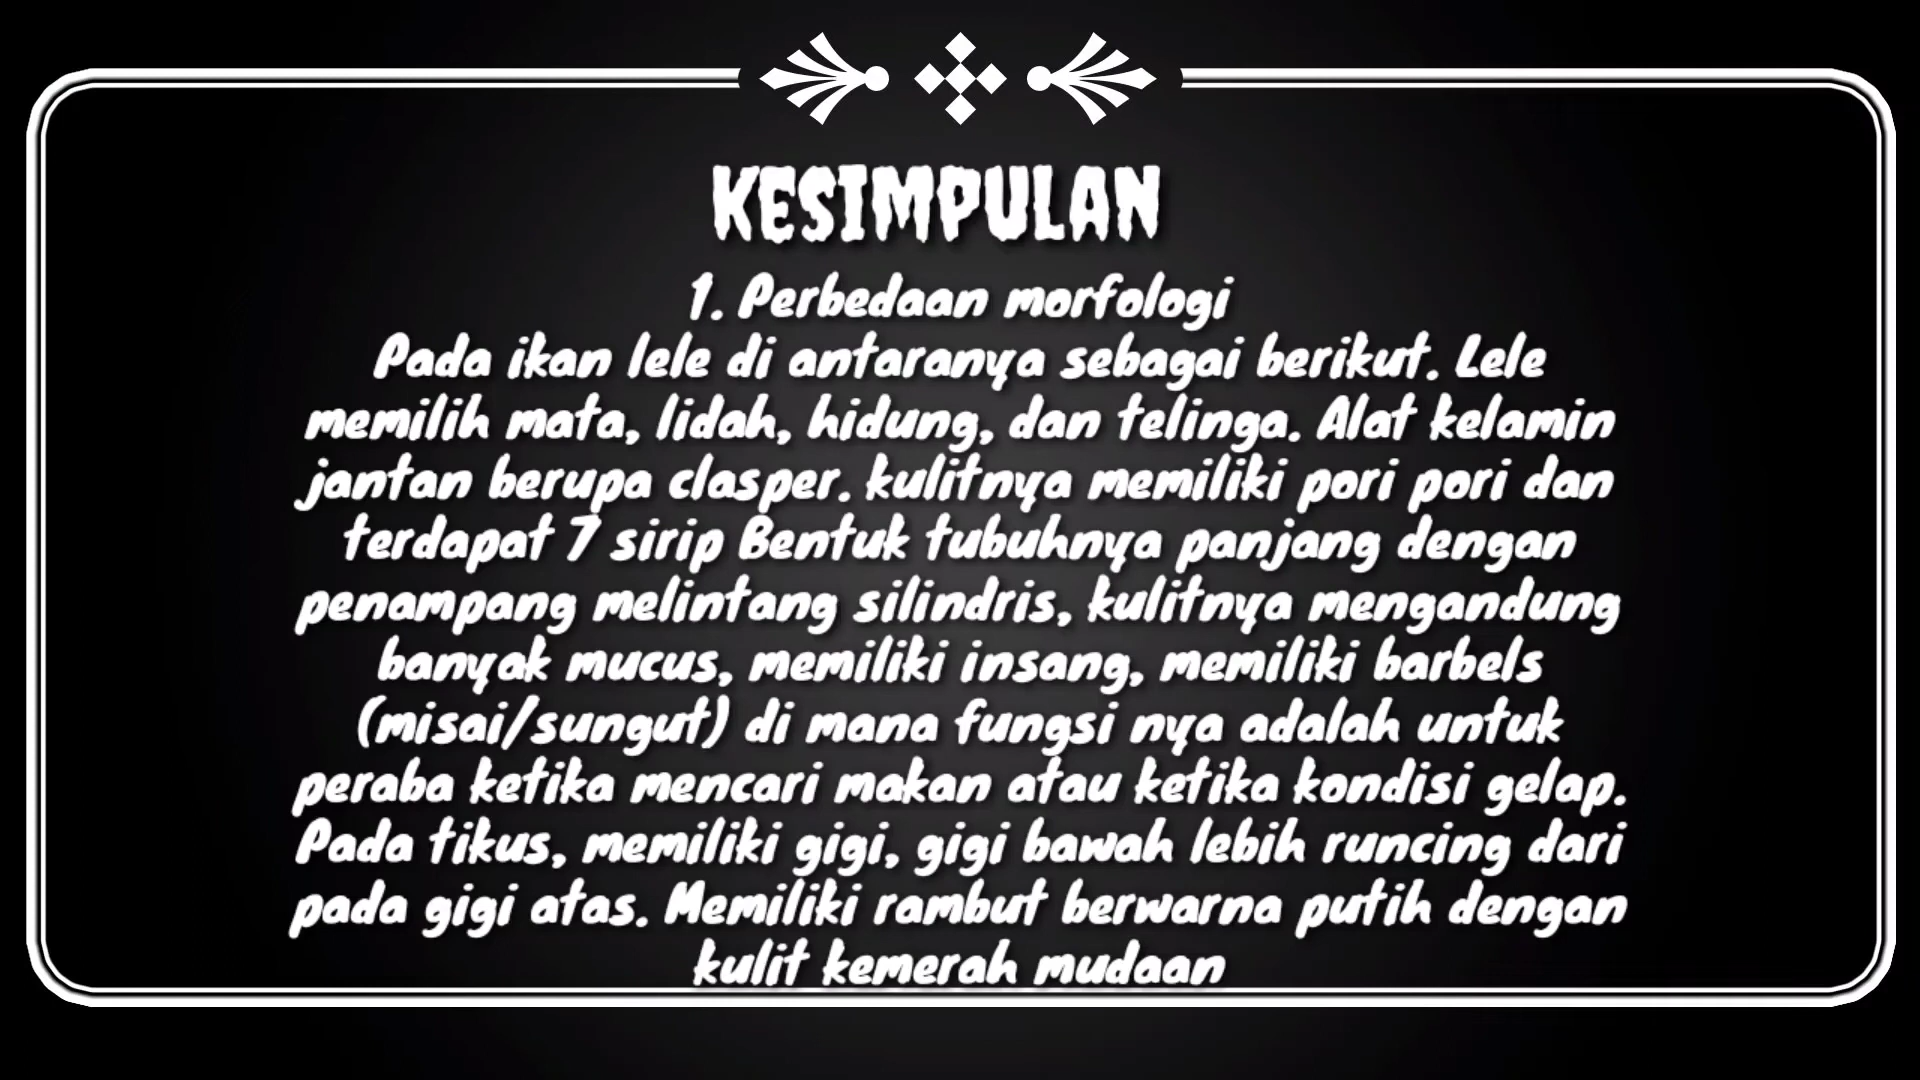 KESIMPULAN
1. Perbedaan morfologi
Pada ikan lele di antaranya sebagai berikut. Lele
memilih mata, lidah, hidung, dan telinga. Alat kelamin
jantan berupa clasper. kulitnya memiliki pori pori dan
terdapat 7 sirip Bentuk tubuhnya panjang dengan
penampang melintang silindris, kulitnya mengandung
banyak mucus, memiliki insang, memiliki barbels
(misai/sungut) di mana fungsi nya adalah untuk
peraba ketika mencari makan atau ketika kondisi gelap.
Pada tikus, memiliki gigi, gigi bawah lebih runcing dari
pada gigi atas. Memiliki rambut berwarna putih dengan
kulit kemerah mudaan